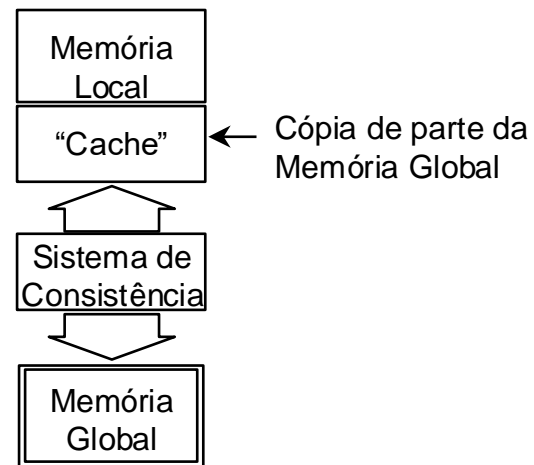 Memória
Local
“Cache”
Cópia de parte da
Memória Global
Sistema de
Consistência
Memória
Global